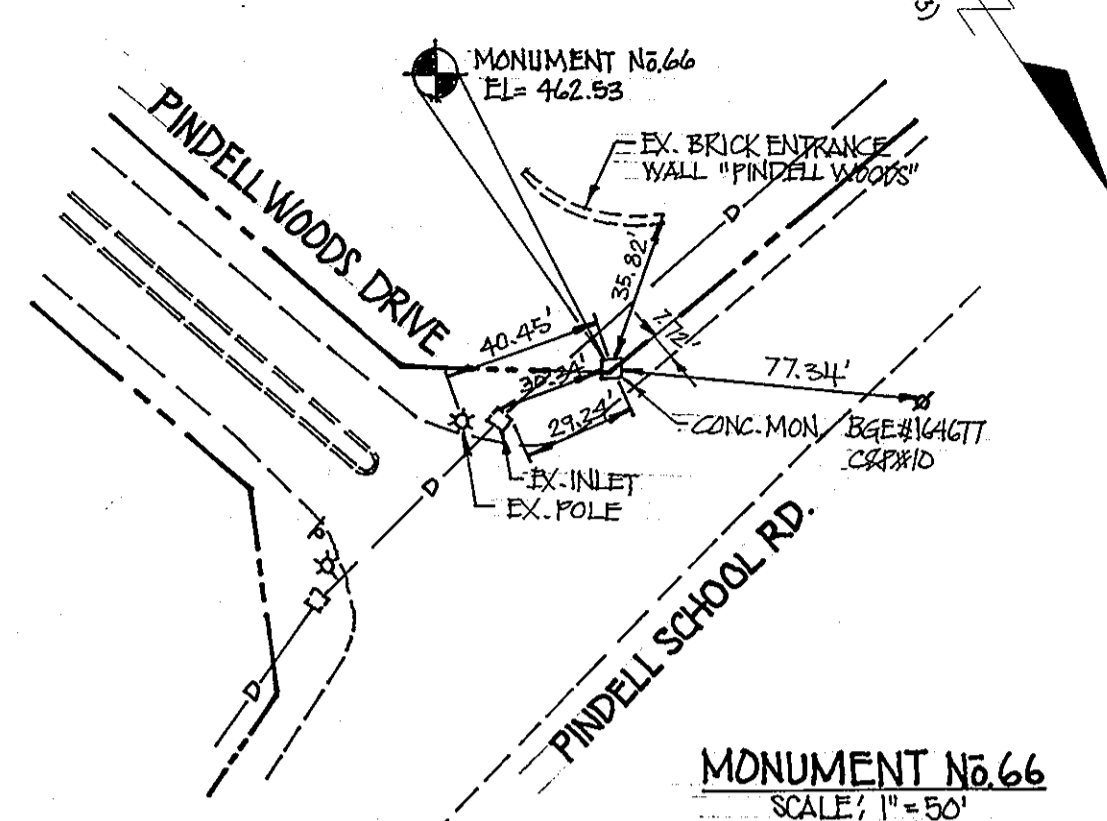 MONUMENT No.66
EL= 462.53
PINDELL WOODS DRIVE
EX. BRICK ENTRANCE
WALL "PINDELL WOODS"
D
35.82'
40.45'
7.72'
30.34'
77.34'
29.24'
CONC. MON.
BGE#164677
C&P#10
EX. INLET
EX. POLE
D
D
PINDELL SCHOOL RD.
MONUMENT No.66
SCALE: 1" = 50'